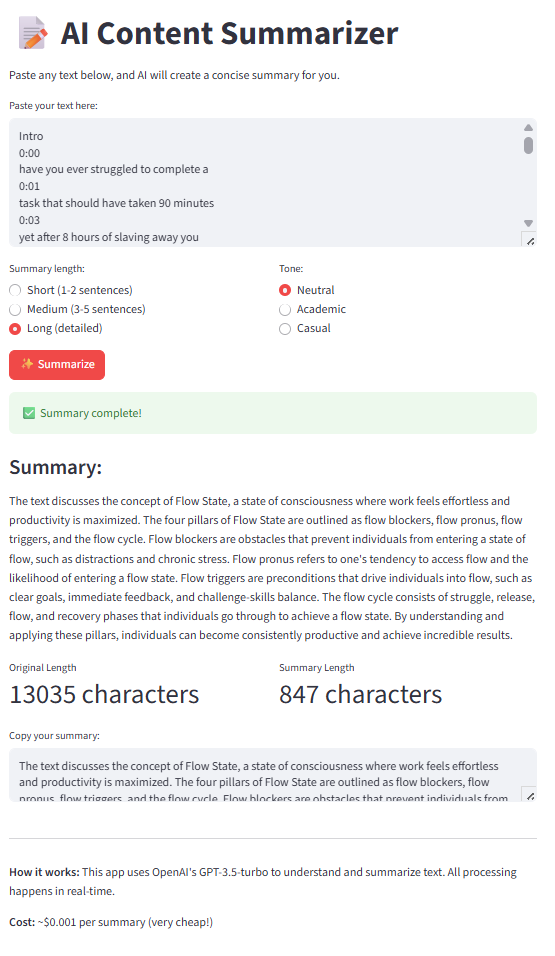 AI Content Summarizer
Paste any text below, and AI will create a concise summary for you.
Paste your text here:
Intro
0:00
have you ever struggled to complete a
0:01
task that should have taken 90 minutes
0:03
yet after 8 hours of slaving away you
Summary length:
Short (1-2 sentences)
Medium (3-5 sentences)
Long (detailed)
Tone:
Neutral
Academic
Casual
✨ Summarize
✅ Summary complete!
Summary:
The text discusses the concept of Flow State, a state of consciousness where work feels effortless and
productivity is maximized. The four pillars of Flow State are outlined as flow blockers, flow pronus, flow
triggers, and the flow cycle. Flow blockers are obstacles that prevent individuals from entering a state of
flow, such as distractions and chronic stress. Flow pronus refers to one's tendency to access flow and the
likelihood of entering a flow state. Flow triggers are preconditions that drive individuals into flow, such as
clear goals, immediate feedback, and challenge-skills balance. The flow cycle consists of struggle, release,
flow, and recovery phases that individuals go through to achieve a flow state. By understanding and
applying these pillars, individuals can become consistently productive and achieve incredible results.
Original Length
13035 characters
Summary Length
847 characters
Copy your summary:
The text discusses the concept of Flow State, a state of consciousness where work feels effortless
and productivity is maximized. The four pillars of Flow State are outlined as flow blockers, flow
pronus, flow triggers, and the flow cycle. Flow blockers are obstacles that prevent individuals from
How it works: This app uses OpenAI's GPT-3.5-turbo to understand and summarize text. All processing
happens in real-time.
Cost: ~$0.001 per summary (very cheap!)